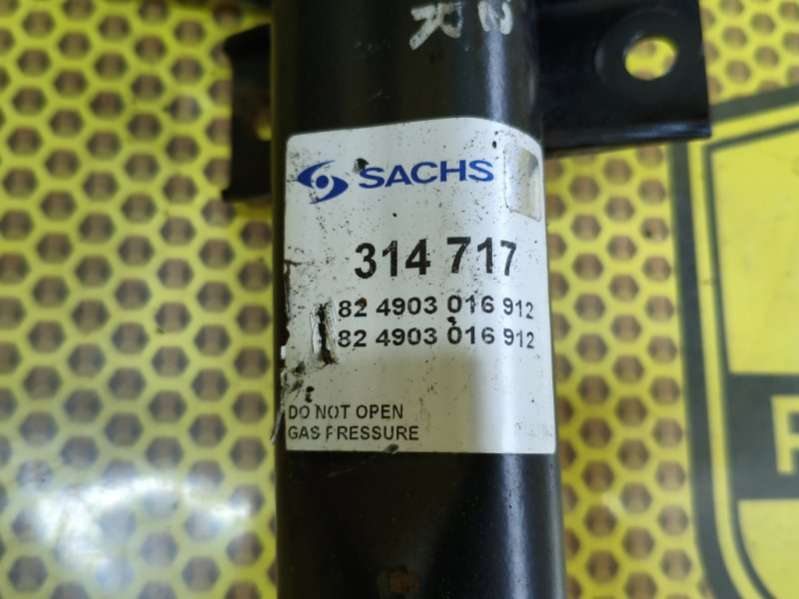 SACHS
314 717
82 4903 016 912
82 4903 016 912
DO NOT OPEN
GAS PRESSURE